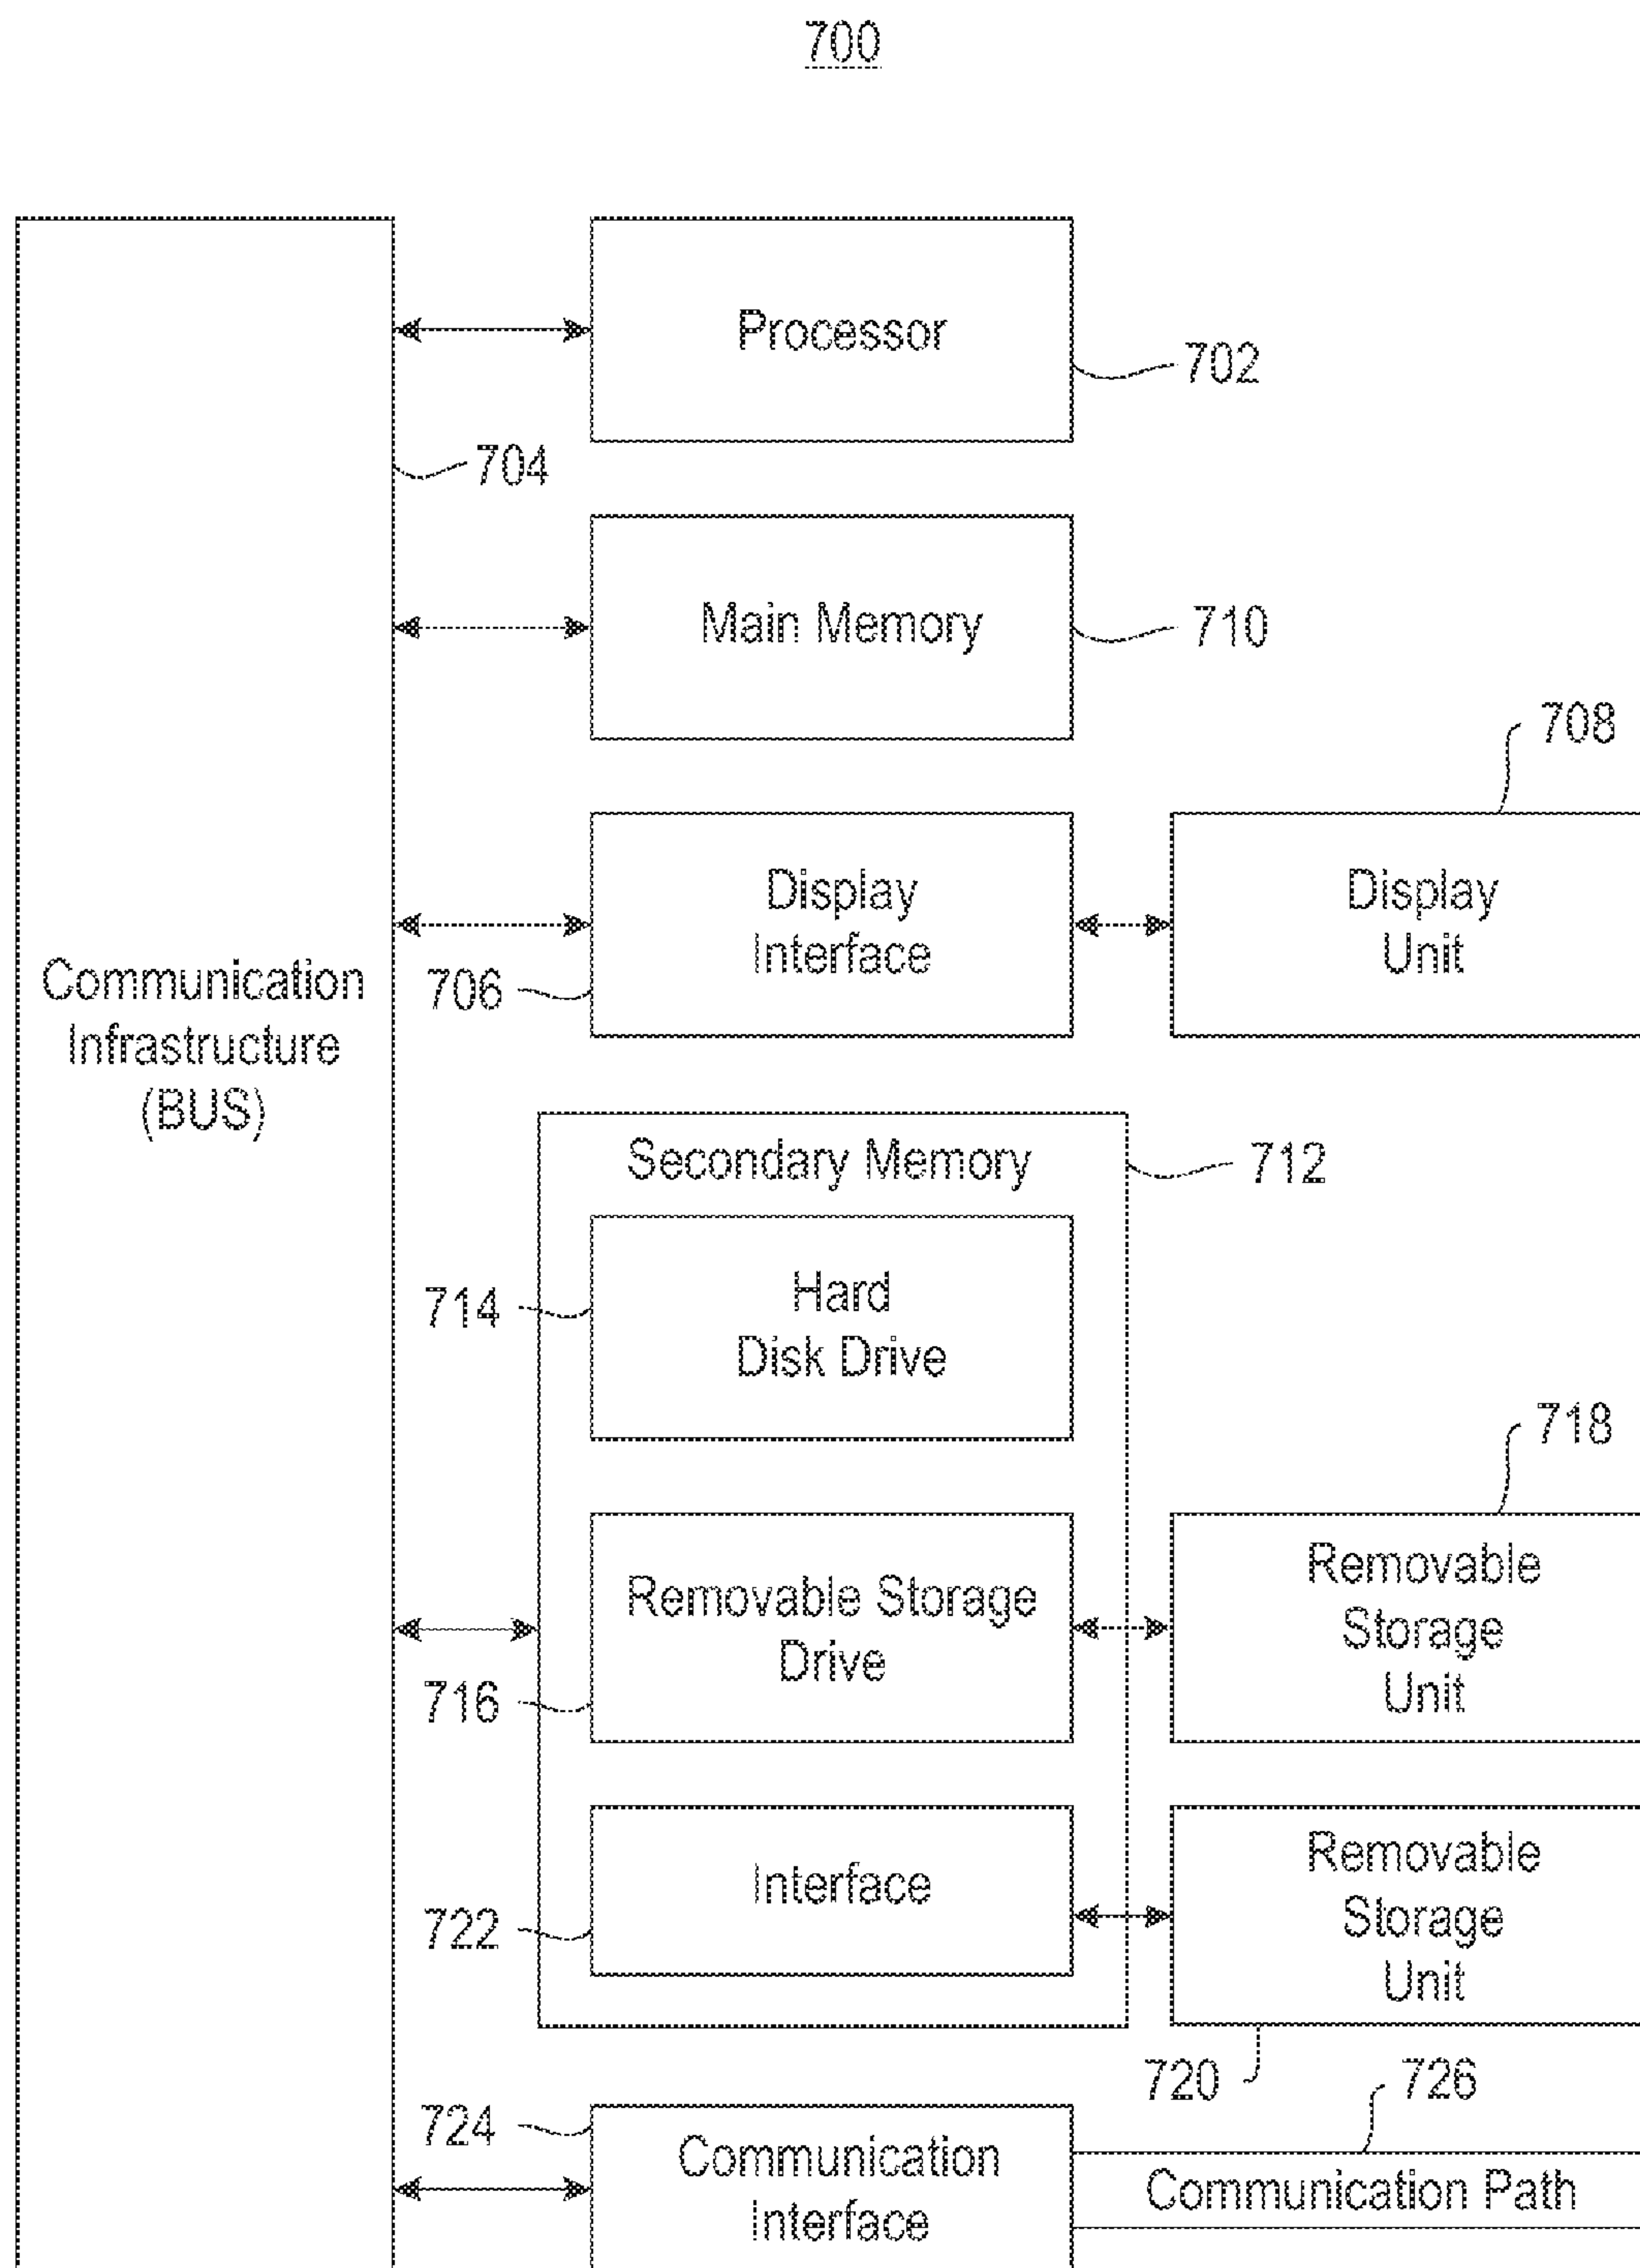 700
Processor
702
704
Main Memory
710
708
Display
Interface
Display
Unit
706
Communication
Infrastructure
(BUS)
Secondary Memory
712
Hard
Disk Drive
714
718
Removable Storage
Drive
Removable
Storage
Unit
716
Interface
Removable
Storage
Unit
722
720
726
724
Communication
Interface
Communication Path